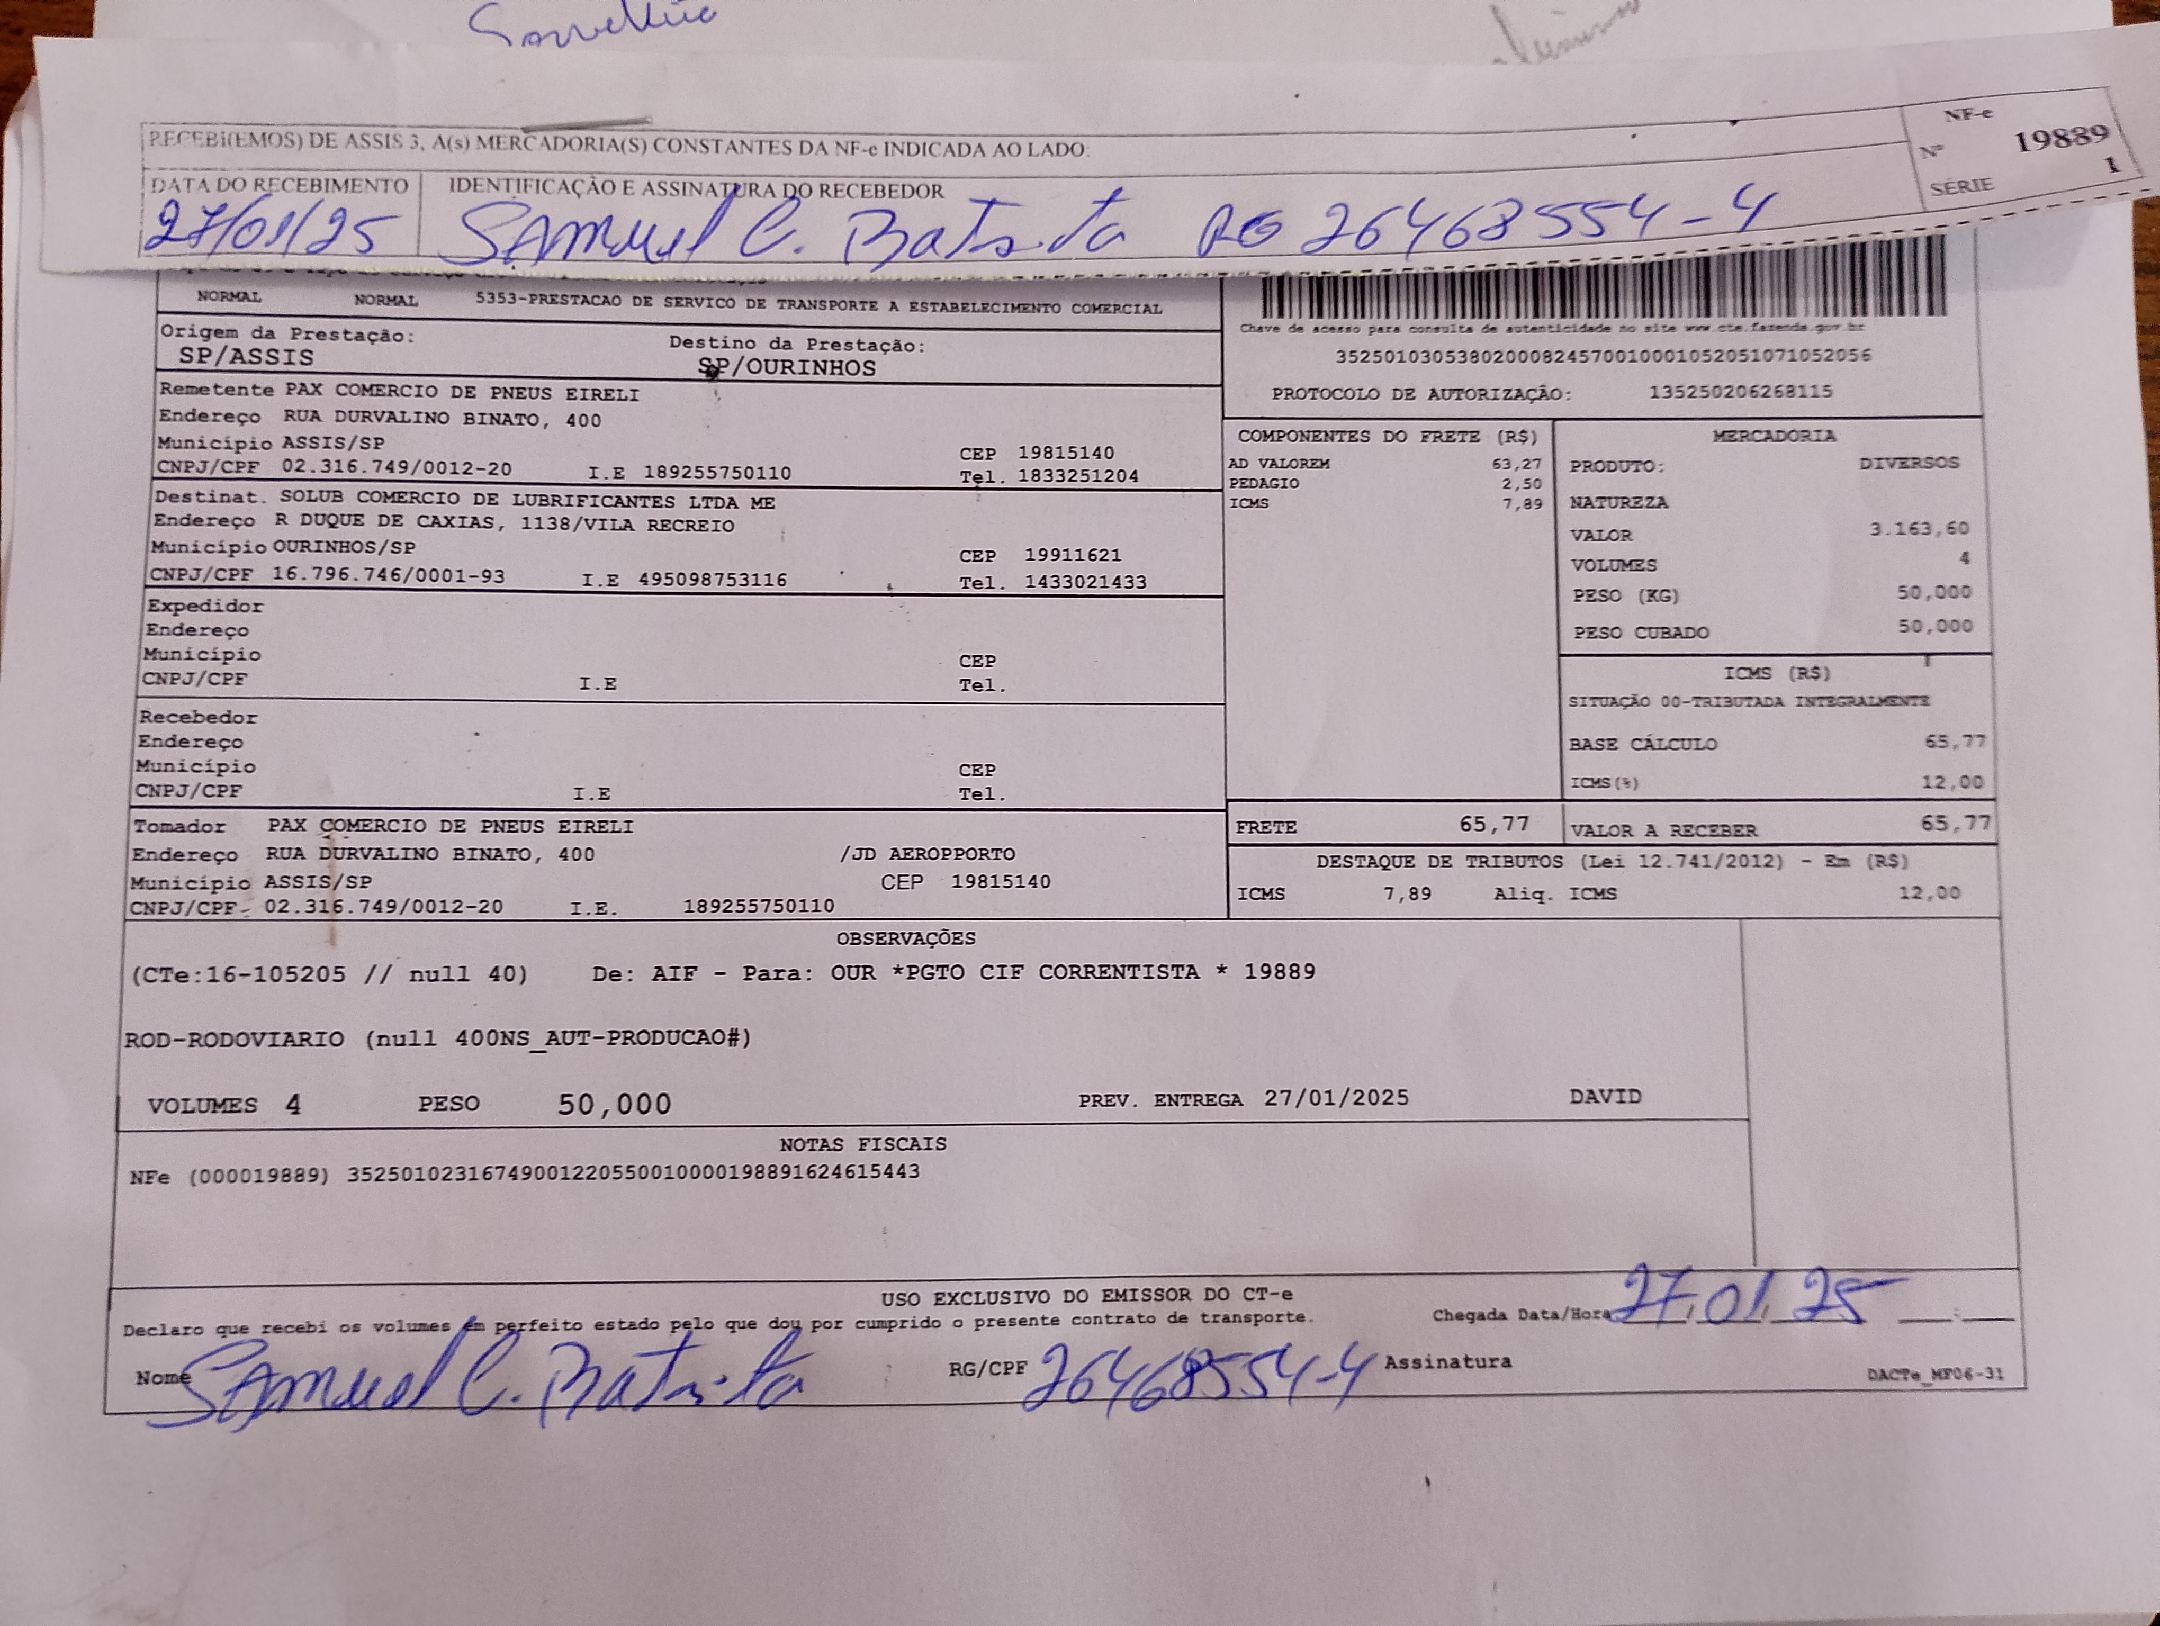 RECEBI(EMOS) DE ASSIS 3, A(s) MERCADORIA(S) CONSTANTES DA NF-e INDICADA AO LADO.
NF-e
Nº 19889
SÉRIE 1
DATA DO RECEBIMENTO IDENTIFICAÇÃO E ASSINATURA DO RECEBEDOR
27/01/25 Samuel C. Batista RG 26468554-4
NORMAL NORMAL 5353-PRESTACAO DE SERVICO DE TRANSPORTE A ESTABELECIMENTO COMERCIAL
Chave de acesso para consulta de autenticidade no site www.cte.fazenda.gov.br
35250103053802000824570010001052051071052056
PROTOCOLO DE AUTORIZAÇÃO: 135250206268115
Origem da Prestação: Destino da Prestação:
SP/ASSIS SP/OURINHOS
Remetente PAX COMERCIO DE PNEUS EIRELI
Endereço RUA DURVALINO BINATO, 400
Município ASSIS/SP CEP 19815140
CNPJ/CPF 02.316.749/0012-20 I.E 189255750110 Tel. 1833251204
Destinat. SOLUB COMERCIO DE LUBRIFICANTES LTDA ME
Endereço R DUQUE DE CAXIAS, 1138/VILA RECREIO
Município OURINHOS/SP CEP 19911621
CNPJ/CPF 16.796.746/0001-93 I.E 495098753116 Tel. 1433021433
Expedidor
Endereço
Município CEP
CNPJ/CPF I.E Tel.
Recebedor
Endereço
Município CEP
CNPJ/CPF I.E Tel.
Tomador PAX COMERCIO DE PNEUS EIRELI
Endereço RUA DURVALINO BINATO, 400 /JD AEROPPORTO
Município ASSIS/SP CEP 19815140
CNPJ/CPF 02.316.749/0012-20 I.E. 189255750110
COMPONENTES DO FRETE (R$)
AD VALOREM 63,27
PEDAGIO 2,50
ICMS 7,89
MERCADORIA
PRODUTO: DIVERSOS
NATUREZA
VALOR 3.163,60
VOLUMES 4
PESO (KG) 50,000
PESO CUBADO 50,000
ICMS (R$)
SITUAÇÃO 00-TRIBUTADA INTEGRALMENTE
BASE CÁLCULO 65,77
ICMS(%) 12,00
FRETE 65,77 VALOR A RECEBER 65,77
DESTAQUE DE TRIBUTOS (Lei 12.741/2012) - Em (R$)
ICMS 7,89 Aliq. ICMS 12,00
OBSERVAÇÕES
(CTe:16-105205 // null 40) De: AIF - Para: OUR *PGTO CIF CORRENTISTA * 19889
ROD-RODOVIARIO (null 400NS_AUT-PRODUCAO#)
VOLUMES 4 PESO 50,000 PREV. ENTREGA 27/01/2025 DAVID
NOTAS FISCAIS
NFe (000019889) 35250102316749001220550010000198891624615443
USO EXCLUSIVO DO EMISSOR DO CT-e
Declaro que recebi os volumes em perfeito estado pelo que dou por cumprido o presente contrato de transporte. Chegada Data/Hora 27/01/25 :
Nome Samuel C. Batista RG/CPF 26468554-4 Assinatura DACTe_MF06-31